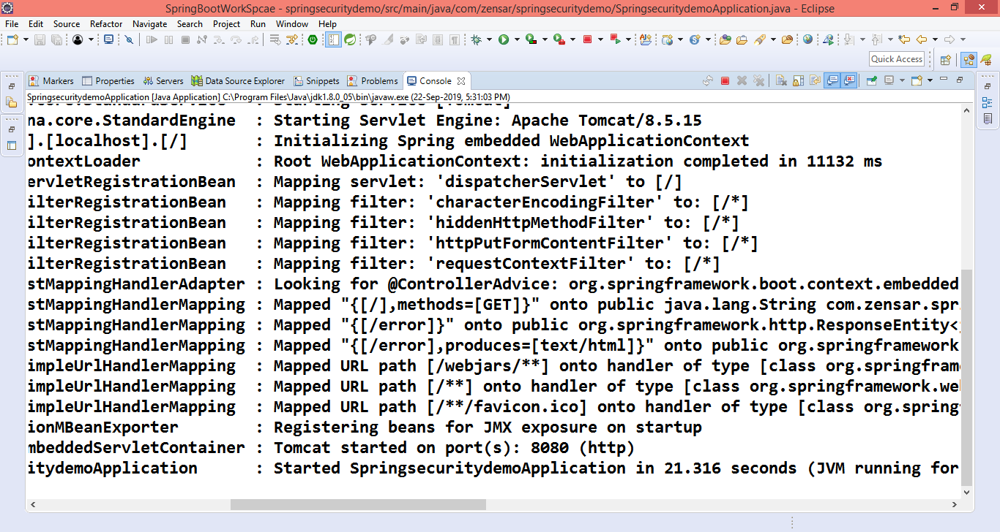 SpringBootWorkSpcae - springsecuritydemo/src/main/java/com/zensar/springsecuritydemo/SpringsecuritydemoApplication.java - Eclipse
File Edit Source Refactor Navigate Search Project Run Window Help
Quick Access
Markers Properties Servers Data Source Explorer Snippets Problems Console
SpringsecuritydemoApplication [Java Application] C:\Program Files\Java\jdk1.8.0_05\bin\javaw.exe (22-Sep-2019, 5:31:03 PM)
.core.StandardService : Starting service [Tomcat]
na.core.StandardEngine : Starting Servlet Engine: Apache Tomcat/8.5.15
].[localhost].[/] : Initializing Spring embedded WebApplicationContext
ontextLoader : Root WebApplicationContext: initialization completed in 11132 ms
ervletRegistrationBean : Mapping servlet: 'dispatcherServlet' to [/]
ilterRegistrationBean : Mapping filter: 'characterEncodingFilter' to: [/*]
ilterRegistrationBean : Mapping filter: 'hiddenHttpMethodFilter' to: [/*]
ilterRegistrationBean : Mapping filter: 'httpPutFormContentFilter' to: [/*]
ilterRegistrationBean : Mapping filter: 'requestContextFilter' to: [/*]
stMappingHandlerAdapter : Looking for @ControllerAdvice: org.springframework.boot.context.embedded
stMappingHandlerMapping : Mapped "{[/],methods=[GET]}" onto public java.lang.String com.zensar.spr
stMappingHandlerMapping : Mapped "{[/error]}" onto public org.springframework.http.ResponseEntity<
stMappingHandlerMapping : Mapped "{[/error],produces=[text/html]}" onto public org.springframework
impleUrlHandlerMapping : Mapped URL path [/webjars/**] onto handler of type [class org.springfram
impleUrlHandlerMapping : Mapped URL path [/**] onto handler of type [class org.springframework.we
impleUrlHandlerMapping : Mapped URL path [/**/favicon.ico] onto handler of type [class org.spring
ionMBeanExporter : Registering beans for JMX exposure on startup
mbeddedServletContainer : Tomcat started on port(s): 8080 (http)
itydemoApplication : Started SpringsecuritydemoApplication in 21.316 seconds (JVM running for